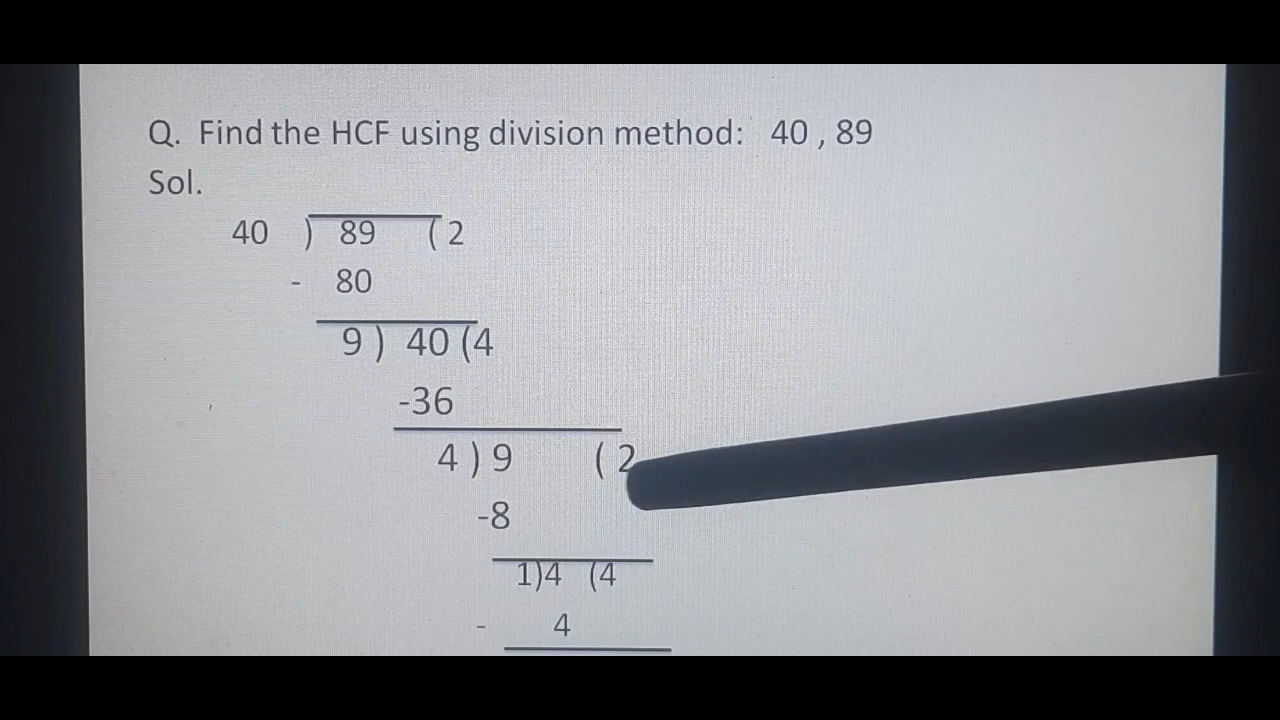 Q. Find the HCF using division method: 40 , 89
Sol.
40 ) 89 ( 2
- 80
9 ) 40 (4
-36
4 ) 9 ( 2
-8
1)4 (4
- 4